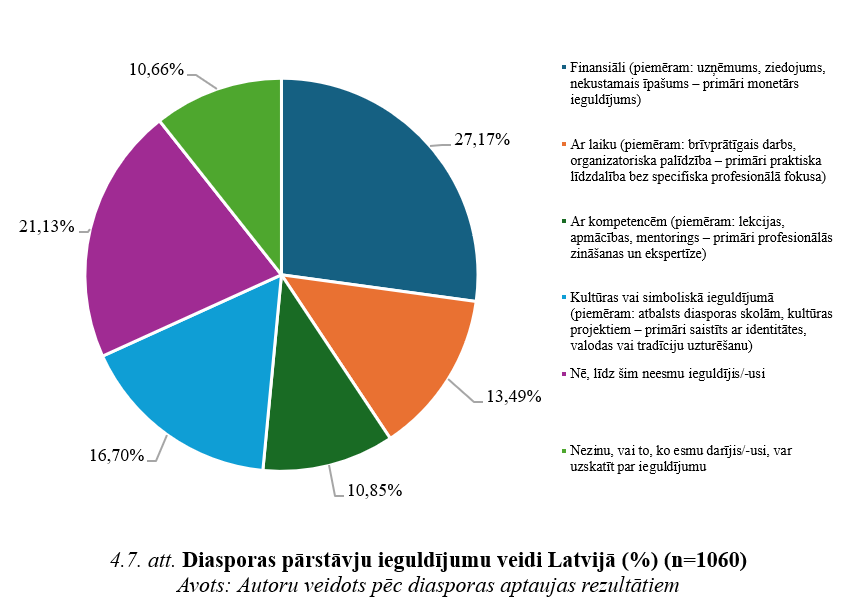 10,66%
27,17%
21,13%
13,49%
16,70%
10,85%
Finansiāli (piemēram: uzņēmums, ziedojums,
nekustamais īpašums – primāri monetārs
ieguldījums)
Ar laiku (piemēram: brīvprātīgais darbs,
organizatoriska palīdzība – primāri praktiska
līdzdalība bez specifiska profesionālā fokusa)
Ar kompetencēm (piemēram: lekcijas,
apmācības, mentorings – primāri profesionālās
zināšanas un ekspertīze)
Kultūras vai simboliskā ieguldījumā
(piemēram: atbalsts diasporas skolām, kultūras
projektiem – primāri saistīts ar identitātes,
valodas vai tradīciju uzturēšanu)
Nē, līdz šim neesmu ieguldījis/-usi
Nezinu, vai to, ko esmu darījis/-usi, var
uzskatīt par ieguldījumu
4.7. att. Diasporas pārstāvju ieguldījumu veidi Latvijā (%) (n=1060)
Avots: Autoru veidots pēc diasporas aptaujas rezultātiem